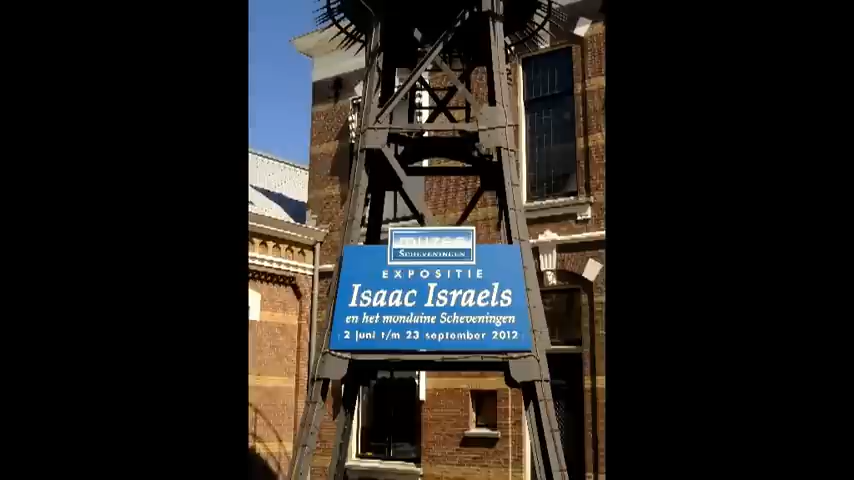 muzee
SCHEVENINGEN
EXPOSITIE
Isaac Israels
en het mondaine Scheveningen
2 juni t/m 23 september 2012